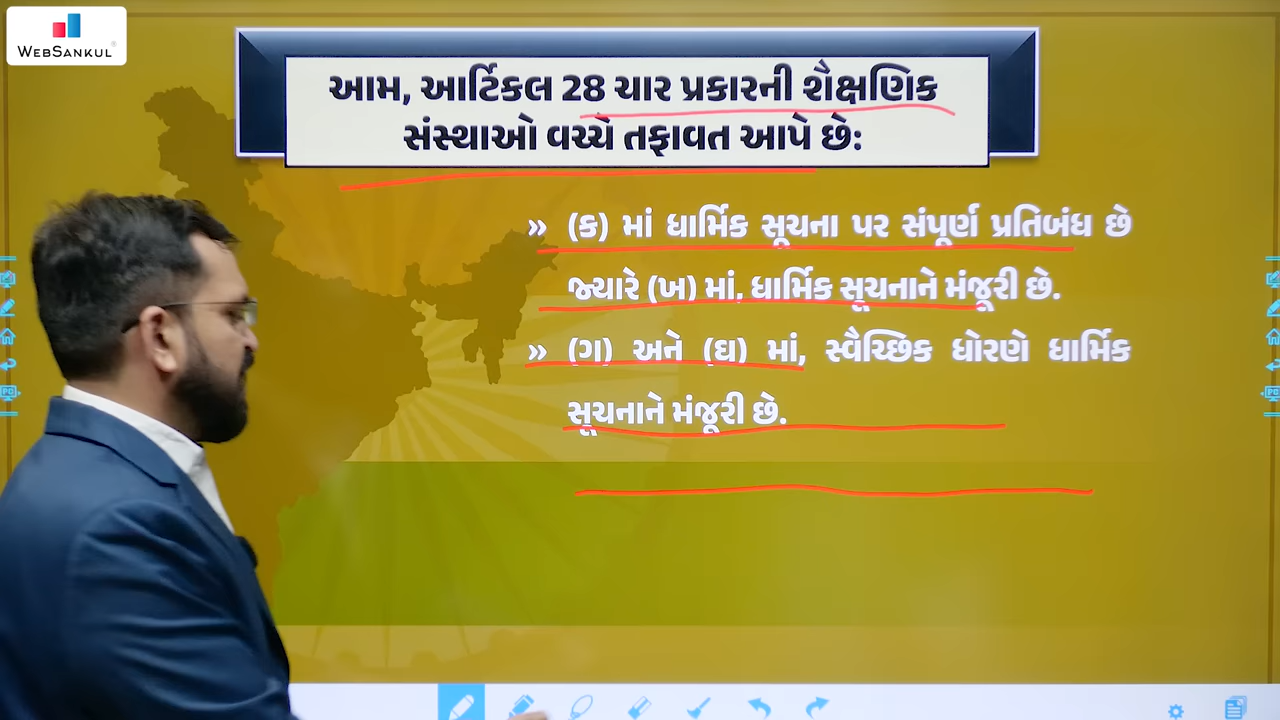 WEBSANKUL
આમ, આર્ટિકલ 28 ચાર પ્રકારની શૈક્ષણિક
સંસ્થાઓ વચ્ચે તફાવત આપે છે:
» (ક) માં ધાર્મિક સૂચના પર સંપૂર્ણ પ્રતિબંધ છે
જ્યારે (ખ) માં, ધાર્મિક સૂચનાને મંજૂરી છે.
» (ગ) અને (ઘ) માં, સ્વૈચ્છિક ધોરણે ધાર્મિક
સૂચનાને મંજૂરી છે.